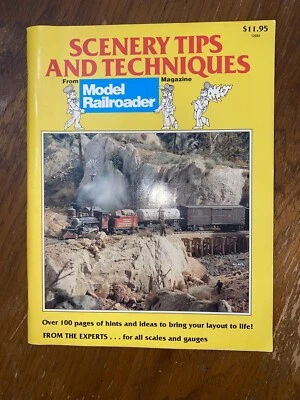 $11.95
SCENERY TIPS
AND TECHNIQUES
From Model Railroader Magazine
Over 100 pages of hints and ideas to bring your layout to life!
FROM THE EXPERTS . . . for all scales and gauges